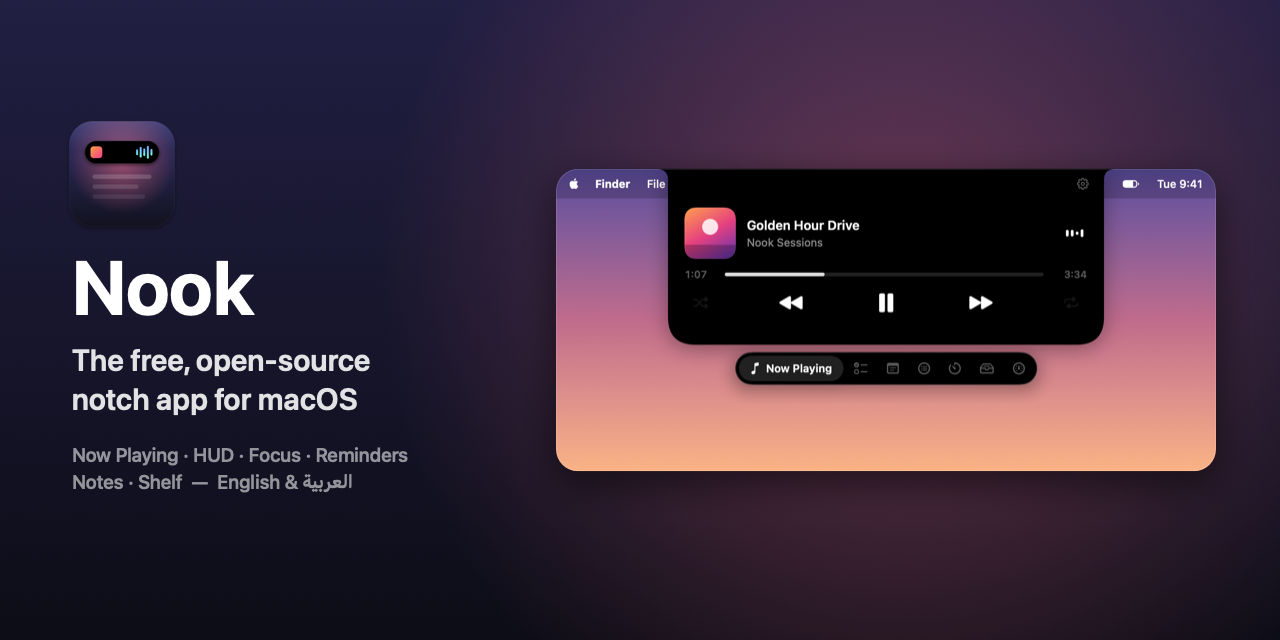 Nook
The free, open-source
notch app for macOS
Now Playing · HUD · Focus · Reminders
Notes · Shelf — English & العربية
Finder File Tue 9:41
Golden Hour Drive
Nook Sessions
1:07 3:34
Now Playing